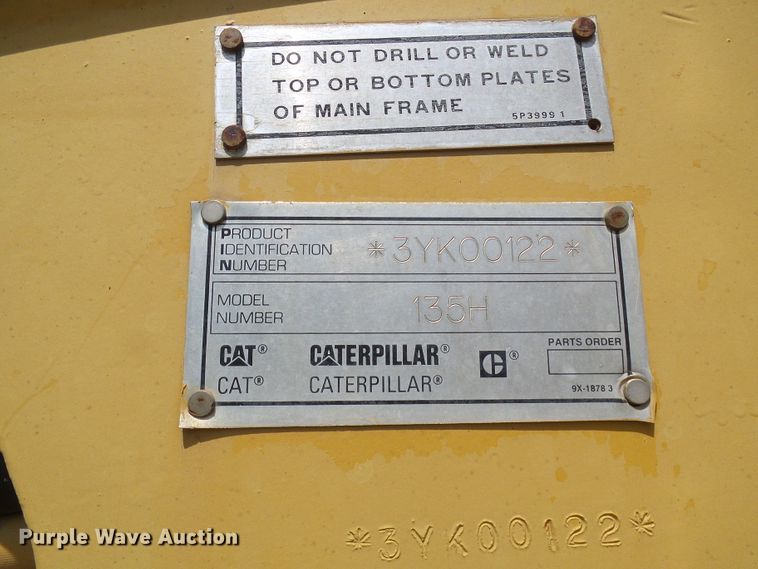 DO NOT DRILL OR WELD
TOP OR BOTTOM PLATES
OF MAIN FRAME
5P3999 1
PRODUCT
IDENTIFICATION
NUMBER
*3YK00122*
MODEL
NUMBER
135H
CAT® CATERPILLAR® C®
CAT® CATERPILLAR®
PARTS ORDER
9X-1878 3
*3YK00122*
Purple Wave Auction